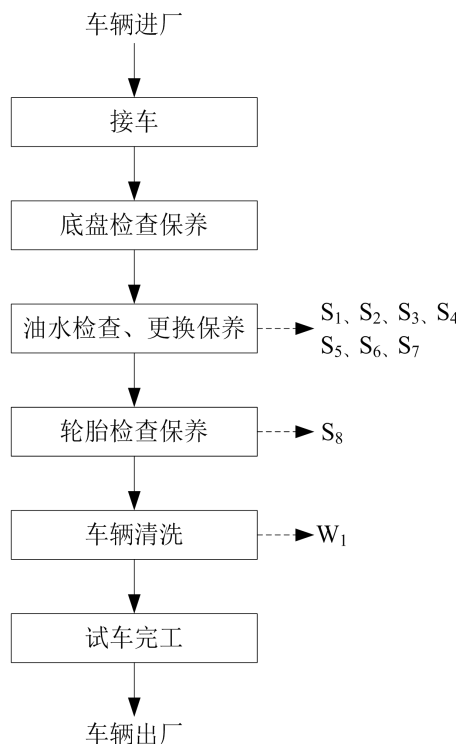 车辆进厂
接车
底盘检查保养
油水检查、更换保养
S₁、S₂、S₃、S₄
S₅、S₆、S₇
轮胎检查保养
S₈
车辆清洗
W₁
试车完工
车辆出厂